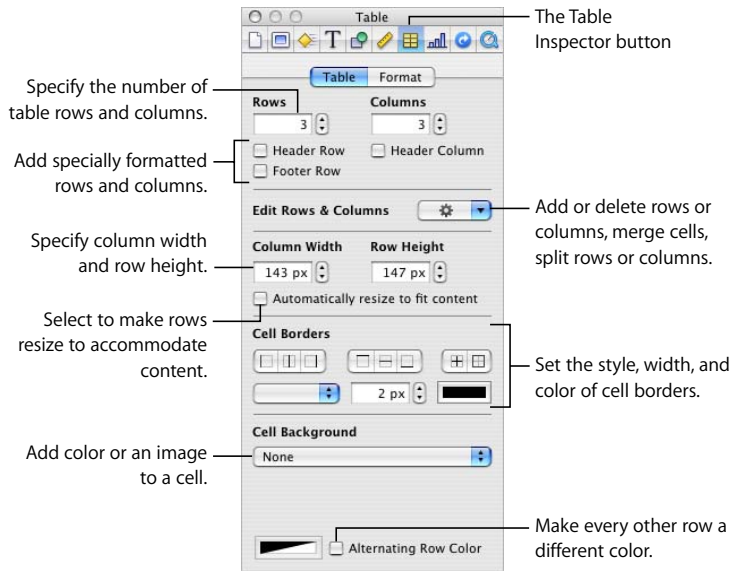 Table
The Table
Inspector button
T
Table Format
Specify the number of
table rows and columns.
Rows Columns
3 3
Add specially formatted
rows and columns.
Header Row Header Column
Footer Row
Edit Rows & Columns
Add or delete rows or
columns, merge cells,
split rows or columns.
Specify column width
and row height.
Column Width Row Height
143 px 147 px
Automatically resize to fit content
Select to make rows
resize to accommodate
content.
Cell Borders
2 px
Set the style, width, and
color of cell borders.
Cell Background
None
Add color or an image
to a cell.
Alternating Row Color
Make every other row a
different color.